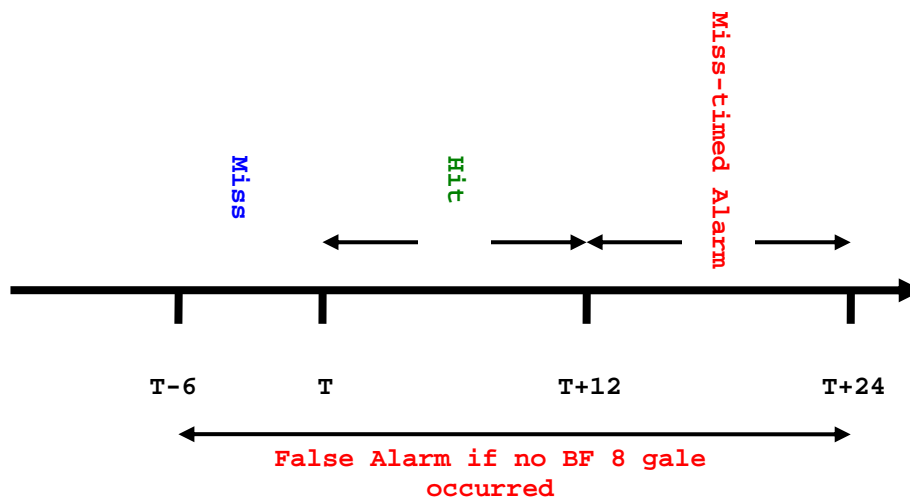 Miss-timed Alarm
Miss
Hit
T-6
T
T+12
T+24
False Alarm if no BF 8 gale
occurred